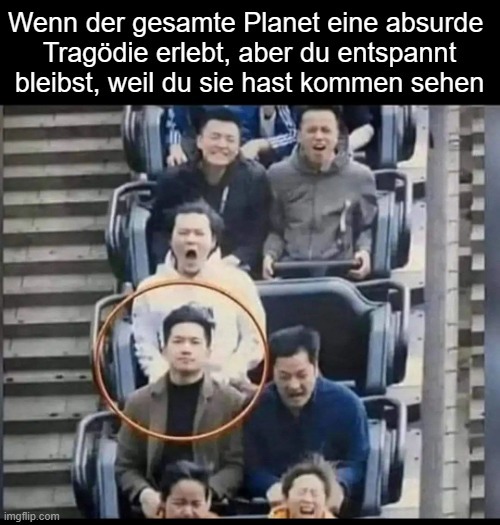 Wenn der gesamte Planet eine absurde
Tragödie erlebt, aber du entspannt
bleibst, weil du sie hast kommen sehen
imgflip.com